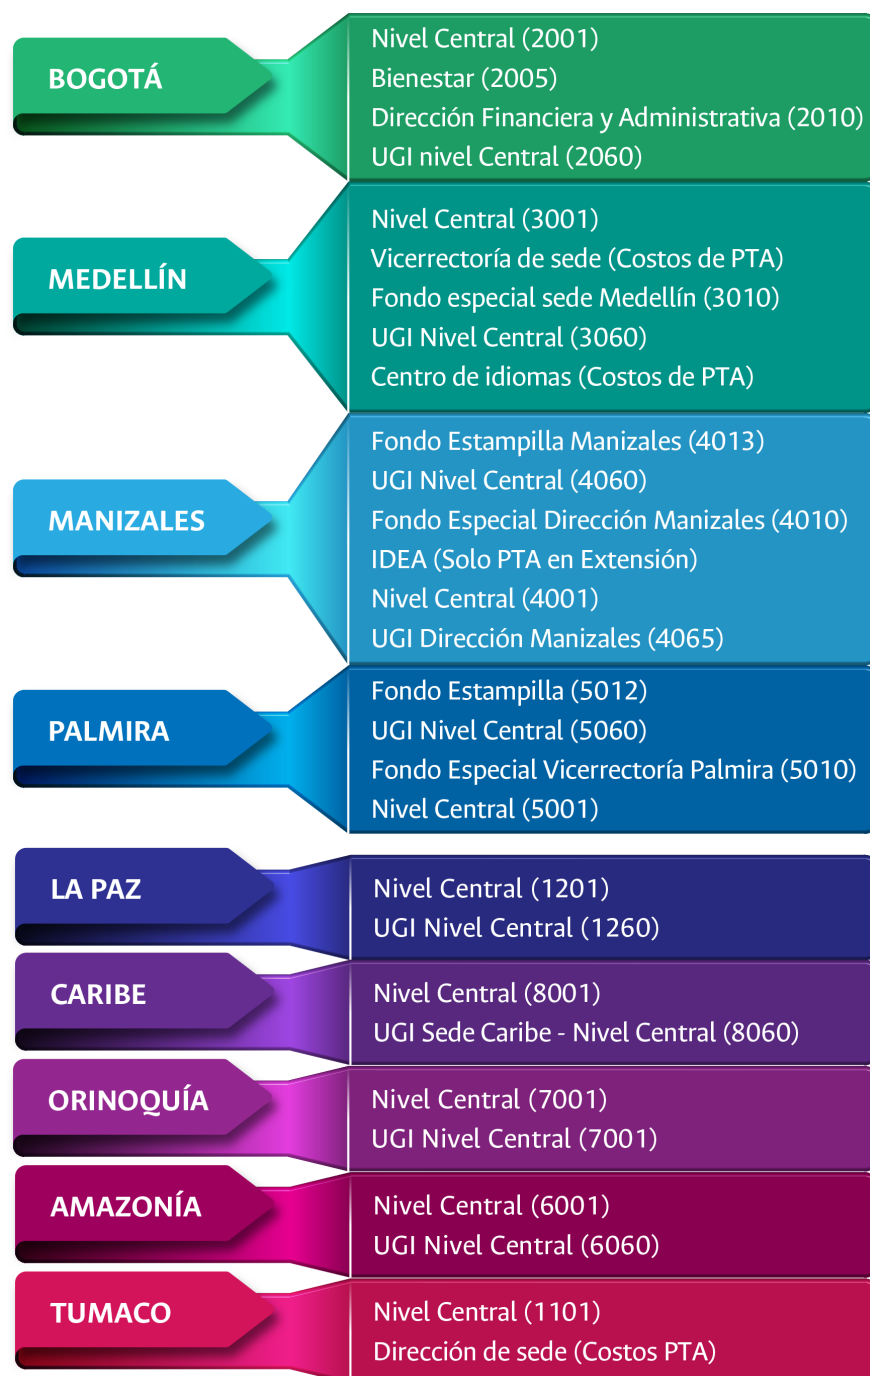 BOGOTÁ
Nivel Central (2001)
Bienestar (2005)
Dirección Financiera y Administrativa (2010)
UGI nivel Central (2060)
MEDELLÍN
Nivel Central (3001)
Vicerrectoría de sede (Costos de PTA)
Fondo especial sede Medellín (3010)
UGI Nivel Central (3060)
Centro de idiomas (Costos de PTA)
MANIZALES
Fondo Estampilla Manizales (4013)
UGI Nivel Central (4060)
Fondo Especial Dirección Manizales (4010)
IDEA (Solo PTA en Extensión)
Nivel Central (4001)
UGI Dirección Manizales (4065)
PALMIRA
Fondo Estampilla (5012)
UGI Nivel Central (5060)
Fondo Especial Vicerrectoría Palmira (5010)
Nivel Central (5001)
LA PAZ
Nivel Central (1201)
UGI Nivel Central (1260)
CARIBE
Nivel Central (8001)
UGI Sede Caribe - Nivel Central (8060)
ORINOQUÍA
Nivel Central (7001)
UGI Nivel Central (7001)
AMAZONÍA
Nivel Central (6001)
UGI Nivel Central (6060)
TUMACO
Nivel Central (1101)
Dirección de sede (Costos PTA)